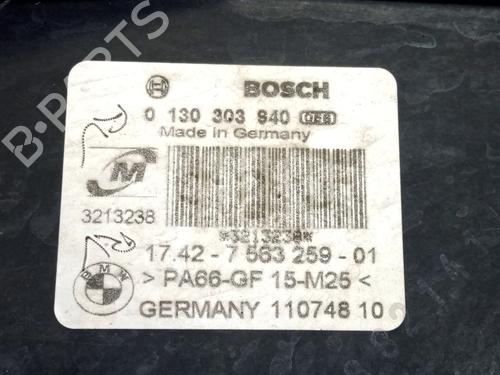 B-PARTS
BOSCH
0 130 303 940
Made in Germany
M
3213238
*3213238*
17.42 - 7 563 259 - 01
BMW
> PA66-GF 15-M25 <
GERMANY 110748 10